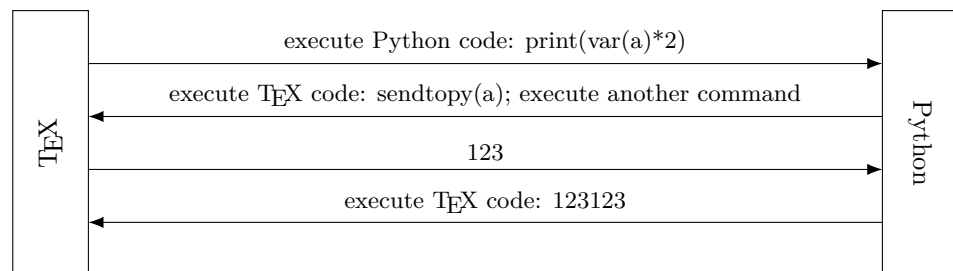 TEX
execute Python code: print(var(a)*2)
execute TEX code: sendtopy(a); execute another command
123
execute TEX code: 123123
Python